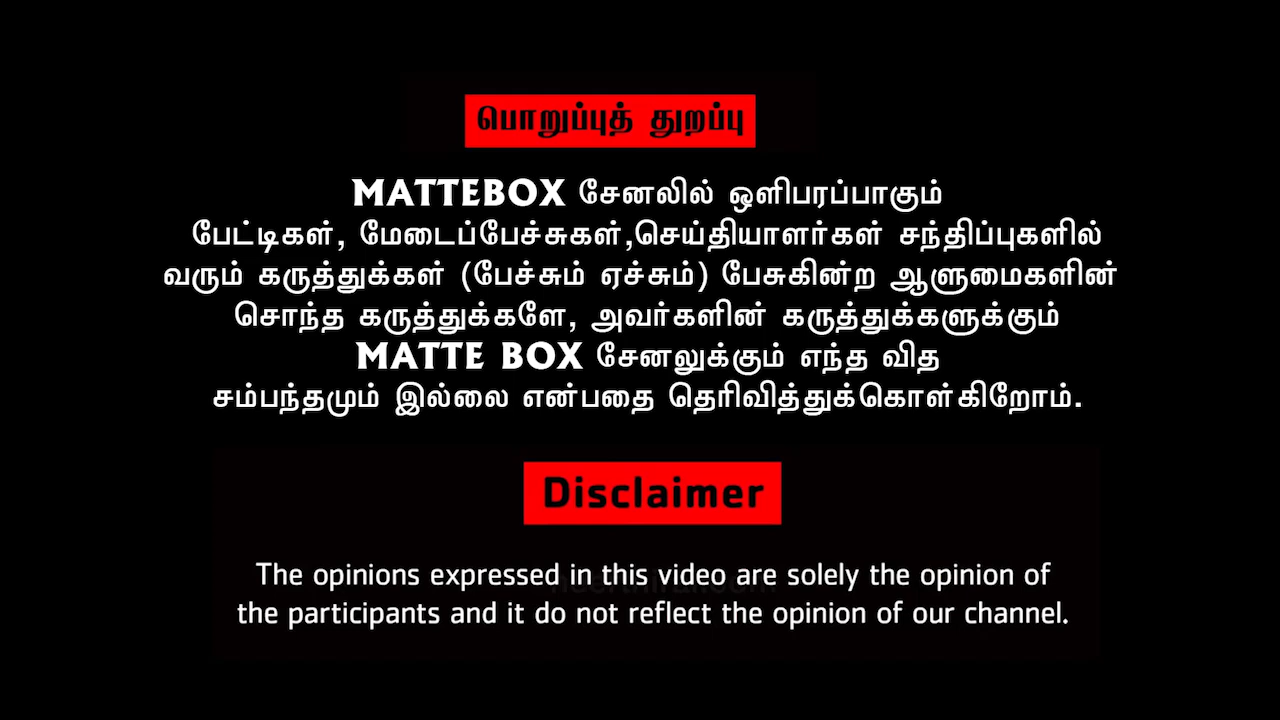 பொறுப்புத் துறப்பு
MATTEBOX சேனலில் ஒளிபரப்பாகும்
பேட்டிகள், மேடைப்பேச்சுகள்,செய்தியாளர்கள் சந்திப்புகளில்
வரும் கருத்துக்கள் (பேச்சும் ஏச்சும்) பேசுகின்ற ஆளுமைகளின்
சொந்த கருத்துக்களே, அவர்களின் கருத்துக்களுக்கும்
MATTE BOX சேனலுக்கும் எந்த வித
சம்பந்தமும் இல்லை என்பதை தெரிவித்துக்கொள்கிறோம்.
Disclaimer
The opinions expressed in this video are solely the opinion of
the participants and it do not reflect the opinion of our channel.